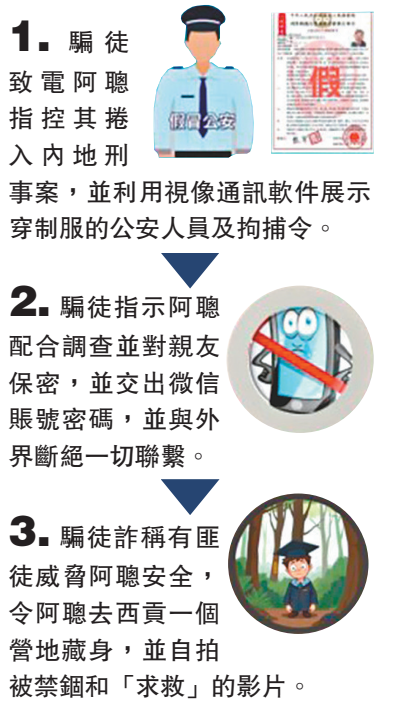 1. 騙徒
致電阿聰
指控其捲
入內地刑
事案，並利用視像通訊軟件展示
穿制服的公安人員及拘捕令。
假冒公安
假
2. 騙徒指示阿聰
配合調查並對親友
保密，並交出微信
賬號密碼，並與外
界斷絕一切聯繫。
3. 騙徒詐稱有匪
徒威脅阿聰安全，
令阿聰去西貢一個
營地藏身，並自拍
被禁錮和「求救」的影片。